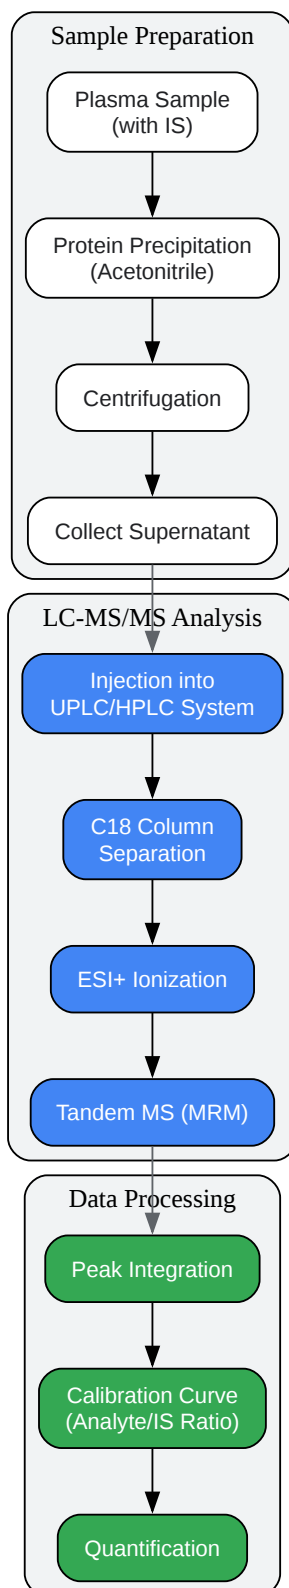 Sample Preparation
Plasma Sample
(with IS)
Protein Precipitation
(Acetonitrile)
Centrifugation
Collect Supernatant
LC-MS/MS Analysis
Injection into
UPLC/HPLC System
C18 Column
Separation
ESI+ Ionization
Tandem MS (MRM)
Data Processing
Peak Integration
Calibration Curve
(Analyte/IS Ratio)
Quantification